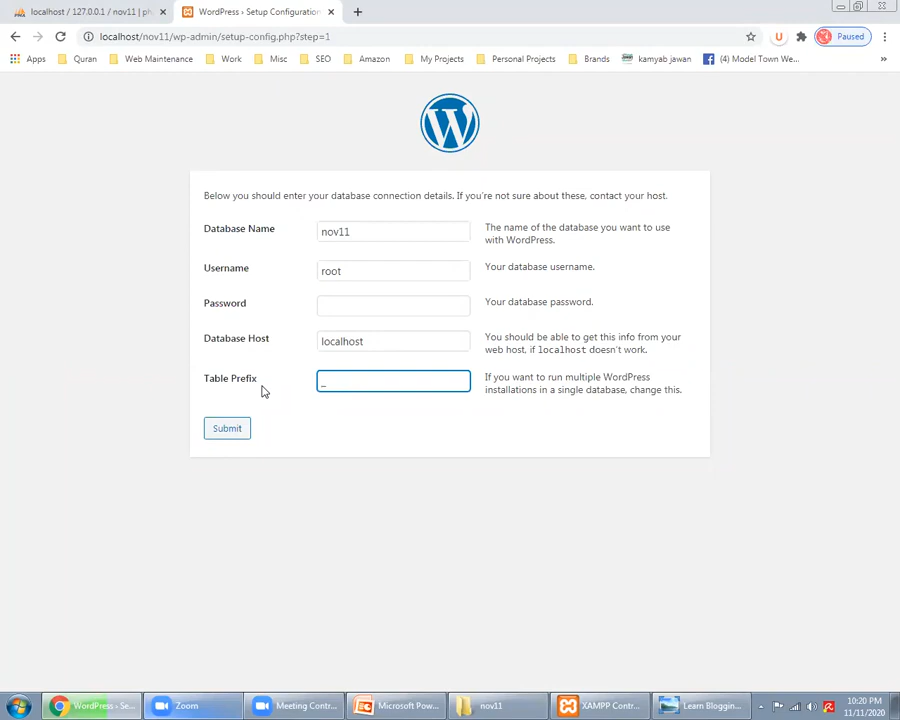 localhost / 127.0.0.1 / nov11 | ph
WordPress › Setup Configuration
localhost/nov11/wp-admin/setup-config.php?step=1
U
Paused
Apps
Quran
Web Maintenance
Work
Misc
SEO
Amazon
My Projects
Personal Projects
Brands
kamyab jawan
(4) Model Town We...
»
Below you should enter your database connection details. If you're not sure about these, contact your host.
Database Name
nov11
The name of the database you want to use
with WordPress.
Username
root
Your database username.
Password
Your database password.
Database Host
localhost
You should be able to get this info from your
web host, if localhost doesn't work.
Table Prefix
_
If you want to run multiple WordPress
installations in a single database, change this.
Submit
WordPress › Se...
Zoom
Meeting Contr...
Microsoft Pow...
nov11
XAMPP Contr...
Learn Bloggin...
10:20 PM
11/11/2020